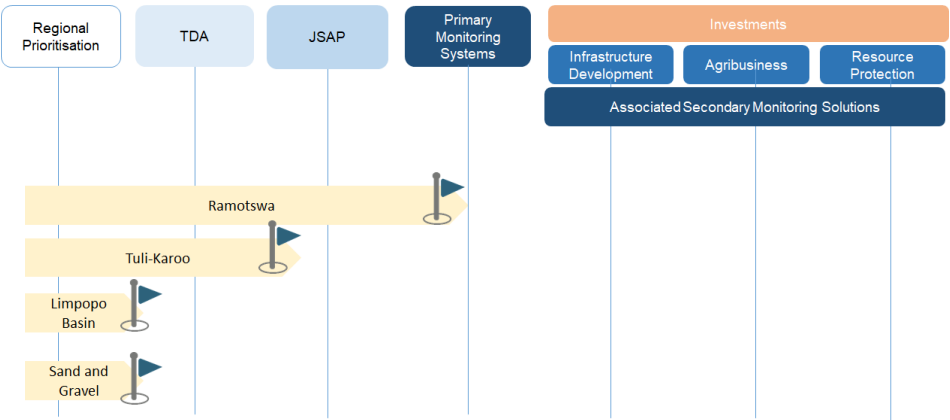 Regional
Prioritisation
TDA
JSAP
Primary
Monitoring
Systems
Investments
Infrastructure
Development
Agribusiness
Resource
Protection
Associated Secondary Monitoring Solutions
Ramotswa
Tuli-Karoo
Limpopo
Basin
Sand and
Gravel